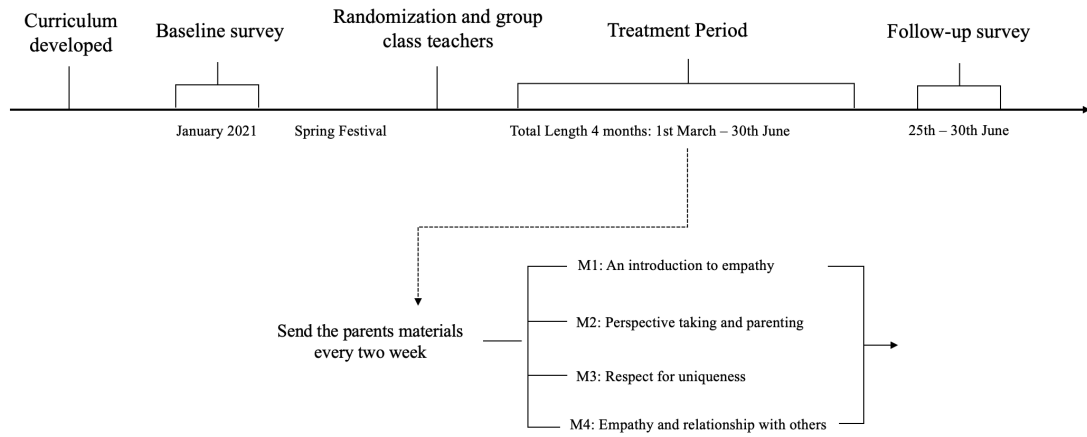 Curriculum
developed
Baseline survey
Randomization and group
class teachers
Treatment Period
Follow-up survey
January 2021
Spring Festival
Total Length 4 months: 1st March – 30th June
25th – 30th June
Send the parents materials
every two week
M1: An introduction to empathy
M2: Perspective taking and parenting
M3: Respect for uniqueness
M4: Empathy and relationship with others